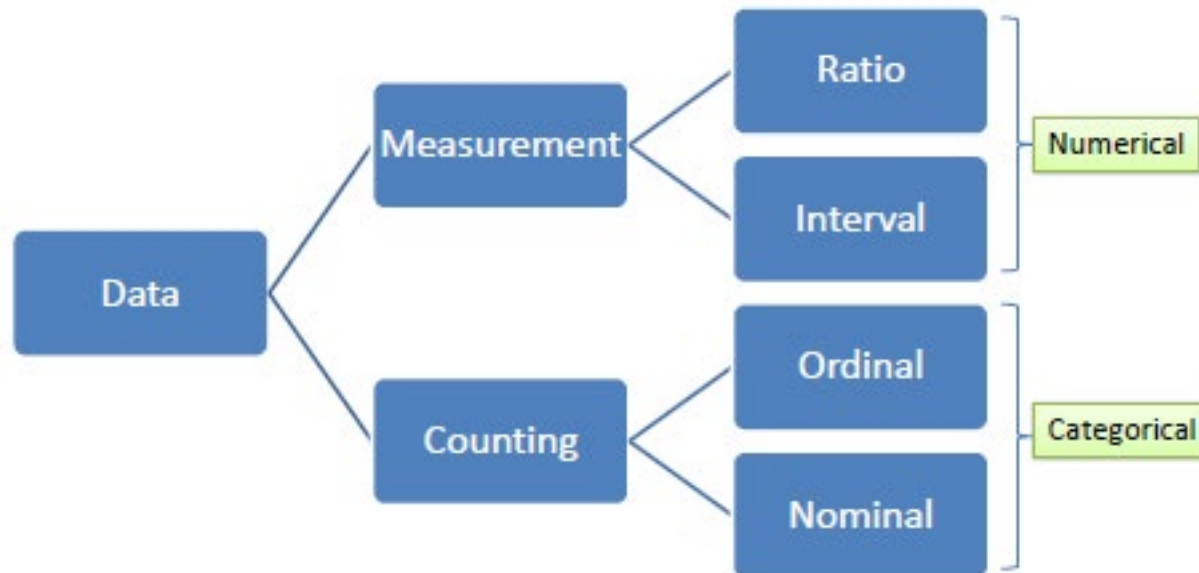 Data
Measurement
Counting
Ratio
Interval
Ordinal
Nominal
Numerical
Categorical